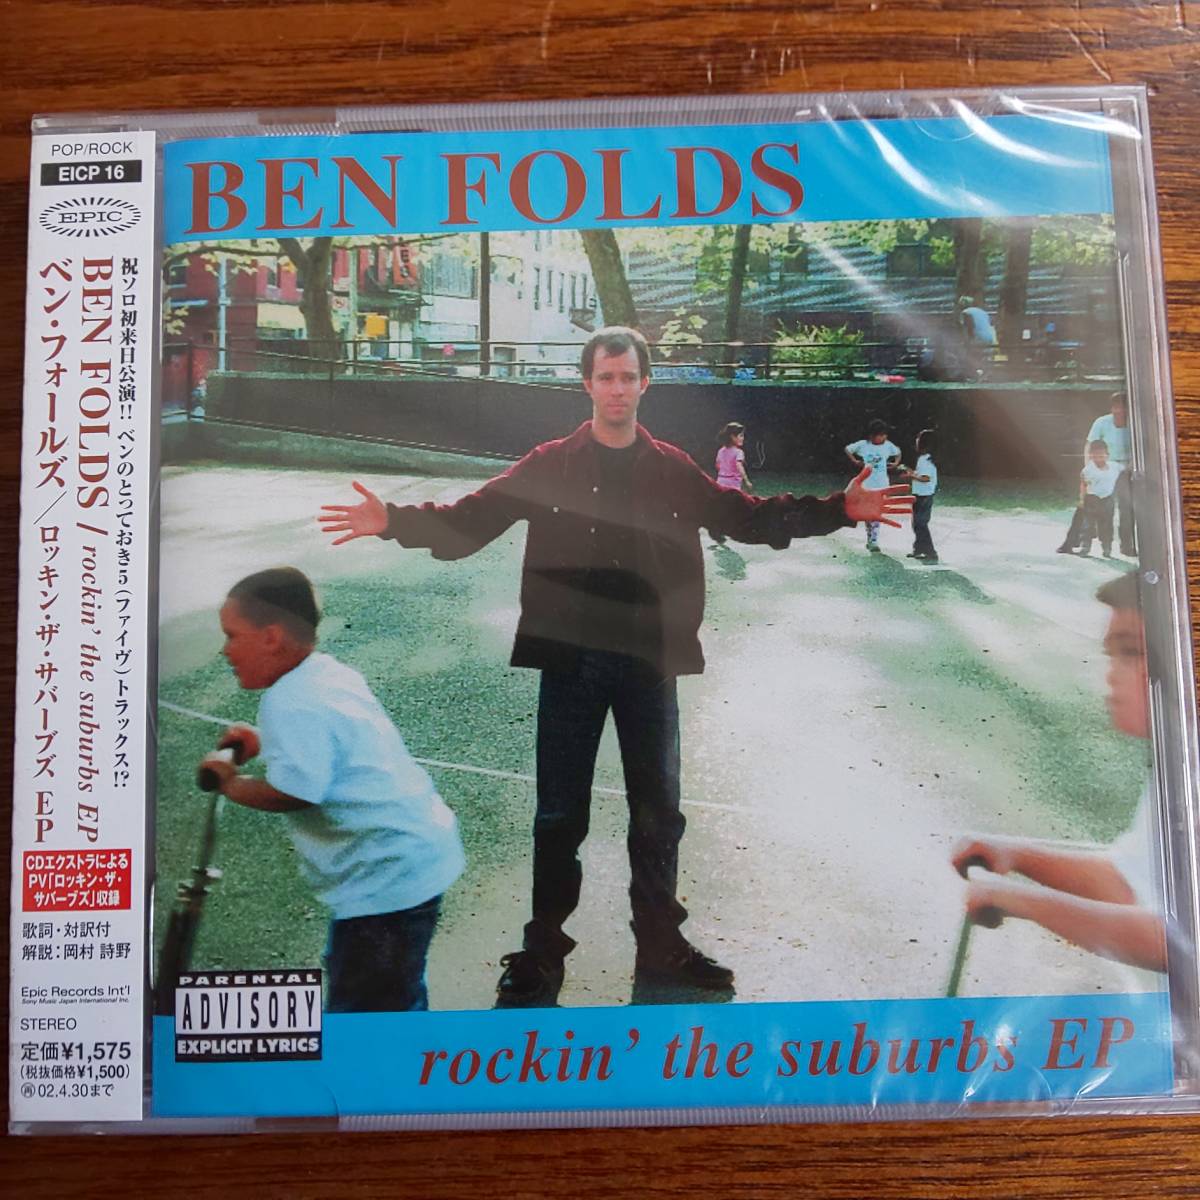 POP/ROCK
EICP 16
EPIC
祝ソロ初来日公演!! ベンのとっておき5(ファイヴ)トラックス!?
BEN FOLDS / rockin' the suburbs EP
ベン・フォールズ/ロッキン・ザ・サバーブズ EP
CDエクストラによる
PV「ロッキン・ザ・
サバーブズ」収録
歌詞・対訳付
解説:岡村 詩野
Epic Records Int'l
Sony Music Japan International Inc.
STEREO
定価¥1,575
(税抜価格¥1,500)
再02.4.30まで
BEN FOLDS
PARENTAL
ADVISORY
EXPLICIT LYRICS
rockin' the suburbs EP